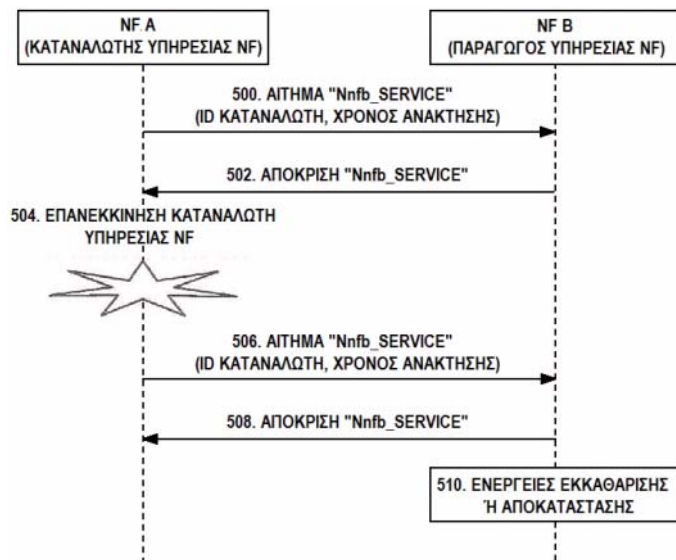 NF A
(ΚΑΤΑΝΑΛΩΤΗΣ ΥΠΗΡΕΣΙΑΣ NF)
NF B
(ΠΑΡΑΓΩΓΟΣ ΥΠΗΡΕΣΙΑΣ NF)
500. ΑΙΤΗΜΑ "Nnfb_SERVICE"
(ID ΚΑΤΑΝΑΛΩΤΗ, ΧΡΟΝΟΣ ΑΝΑΚΤΗΣΗΣ)
502. ΑΠΟΚΡΙΣΗ "Nnfb_SERVICE"
504. ΕΠΑΝΕΚΚΙΝΗΣΗ ΚΑΤΑΝΑΛΩΤΗ
ΥΠΗΡΕΣΙΑΣ NF
506. ΑΙΤΗΜΑ "Nnfb_SERVICE"
(ID ΚΑΤΑΝΑΛΩΤΗ, ΧΡΟΝΟΣ ΑΝΑΚΤΗΣΗΣ)
508. ΑΠΟΚΡΙΣΗ "Nnfb_SERVICE"
510. ΕΝΕΡΓΕΙΕΣ ΕΚΚΑΘΑΡΙΣΗΣ
Ή ΑΠΟΚΑΤΑΣΤΑΣΗΣ